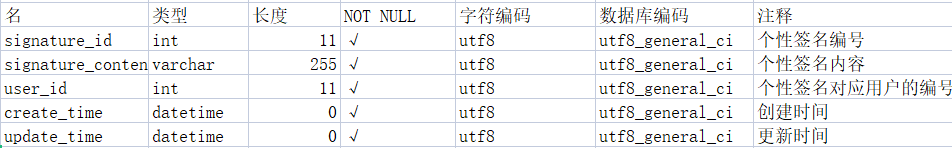 名 类型 长度 NOT NULL 字符编码 数据库编码 注释
signature_id int 11 √ utf8 utf8_general_ci 个性签名编号
signature_conten varchar 255 √ utf8 utf8_general_ci 个性签名内容
user_id int 11 √ utf8 utf8_general_ci 个性签名对应用户的编号
create_time datetime 0 √ utf8 utf8_general_ci 创建时间
update_time datetime 0 √ utf8 utf8_general_ci 更新时间